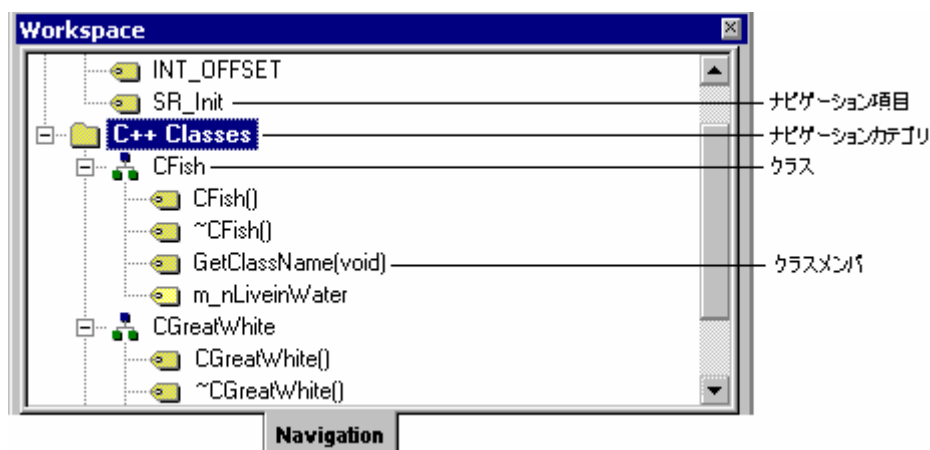 Workspace
INT_OFFSET
SR_Init
ナビゲーション項目
C++ Classes
ナビゲーションカテゴリ
CFish
クラス
CFish()
~CFish()
GetClassName(void)
クラスメンバ
m_nLiveinWater
CGreatWhite
CGreatWhite()
~CGreatWhite()
Navigation